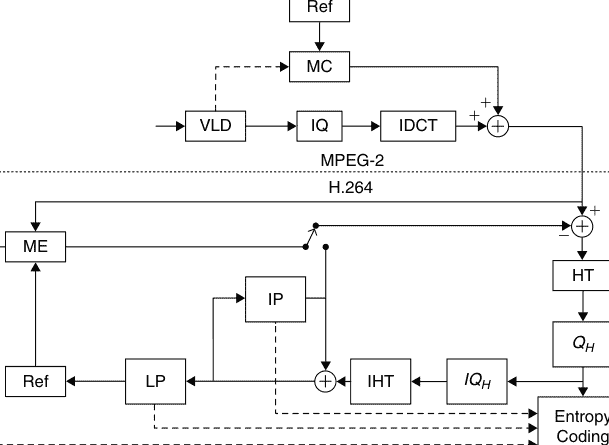 Ref
MC
+
+
VLD
IQ
IDCT
+
MPEG-2
H.264
+
+
−
ME
HT
IP
Q_H
Ref
LP
+
IHT
IQ_H
Entropy
Coding